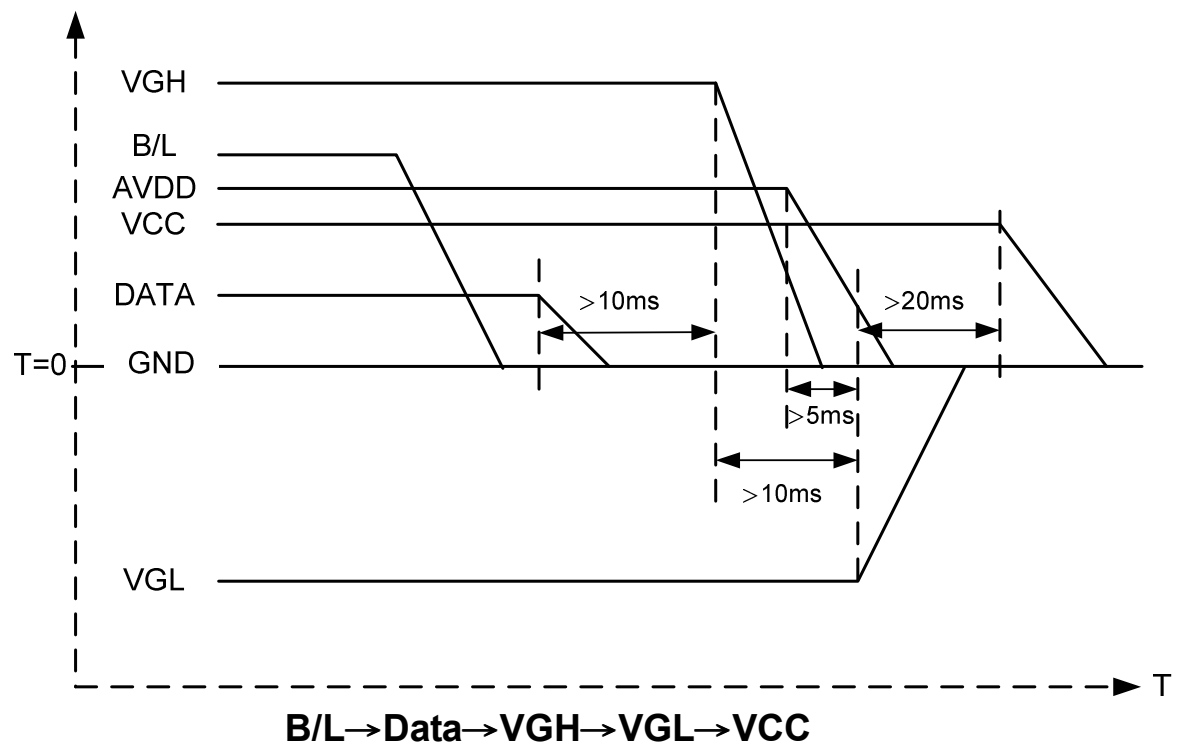 VGH
B/L
AVDD
VCC
DATA
>10ms
>20ms
T=0
GND
>5ms
>10ms
VGL
T
B/L→Data→VGH→VGL→VCC